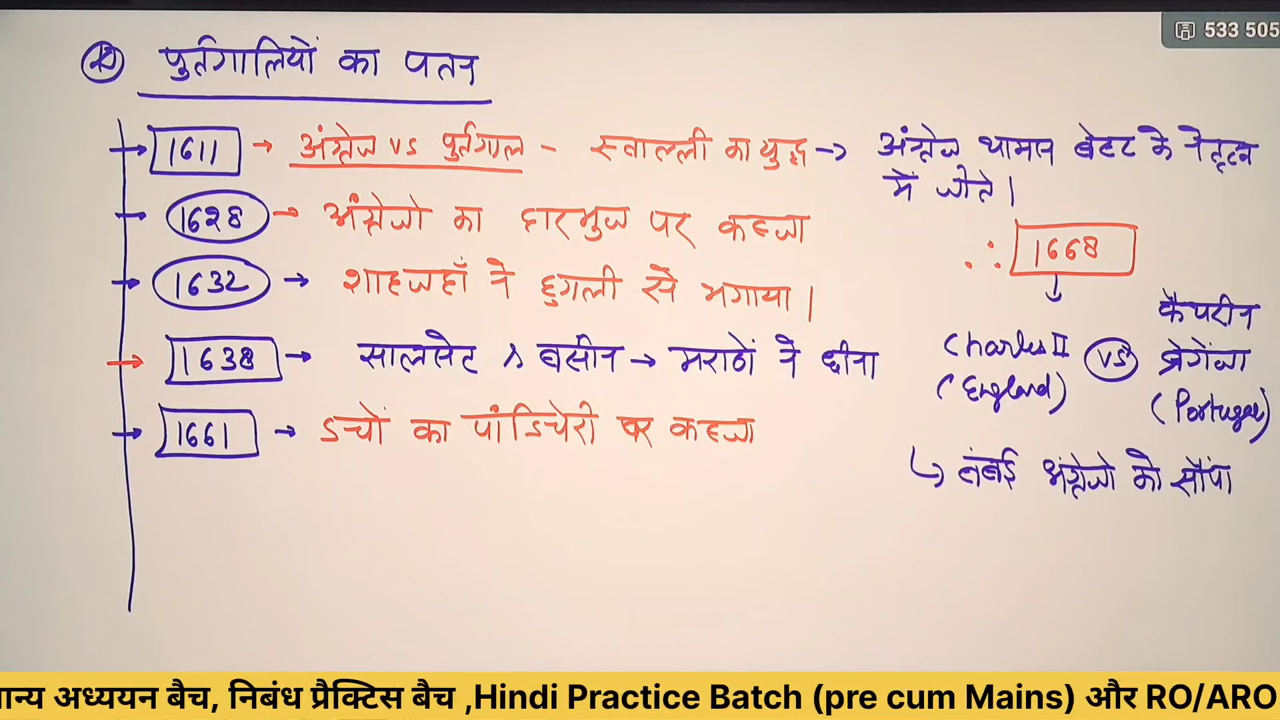 पुर्तगालियों का पतन
533 505
1611 → अंग्रेज VS पुर्तगाल - स्वाल्ली का युद्ध → अंग्रेज थामस बेस्ट के नेतृत्व में जीते।
1628 → अंग्रेजो का हारमुज पर कब्जा
1632 → शाहजहाँ ने हुगली से भगाया।
1638 → सालसेट & बसीन → मराठों ने छीना
1661 → डचों का पांडिचेरी पर कब्जा
∴ 1668
Charles II (England) VS कैथरीन ब्रेगेंजा (Portugal)
↳ बंबई अंग्रेजो को सौंपा
अध्ययन बैच, निबंध प्रैक्टिस बैच ,Hindi Practice Batch (pre cum Mains) और RO/ARO